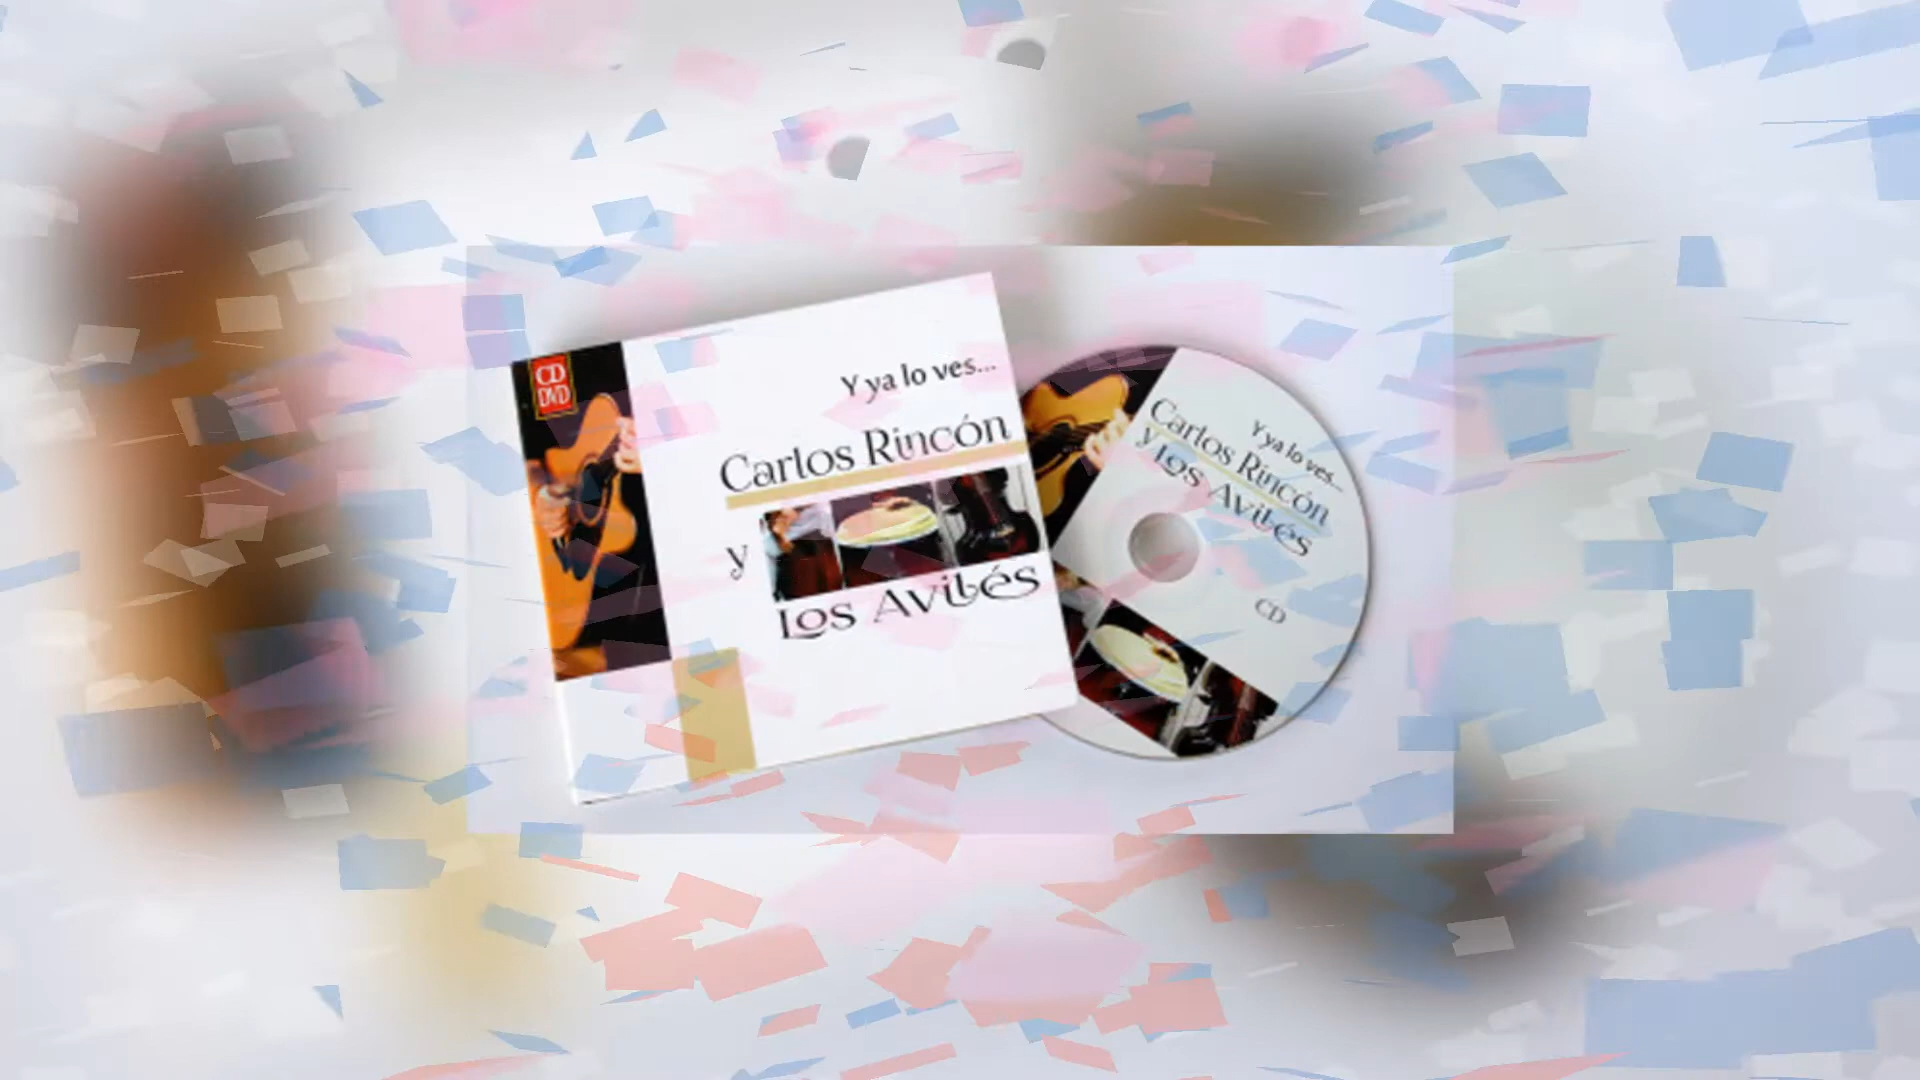 CD
DVD
Y ya lo ves...
Carlos Rincón
y
Los Avilés
Y ya lo ves...
Carlos Rincón
y Los Avilés
CD